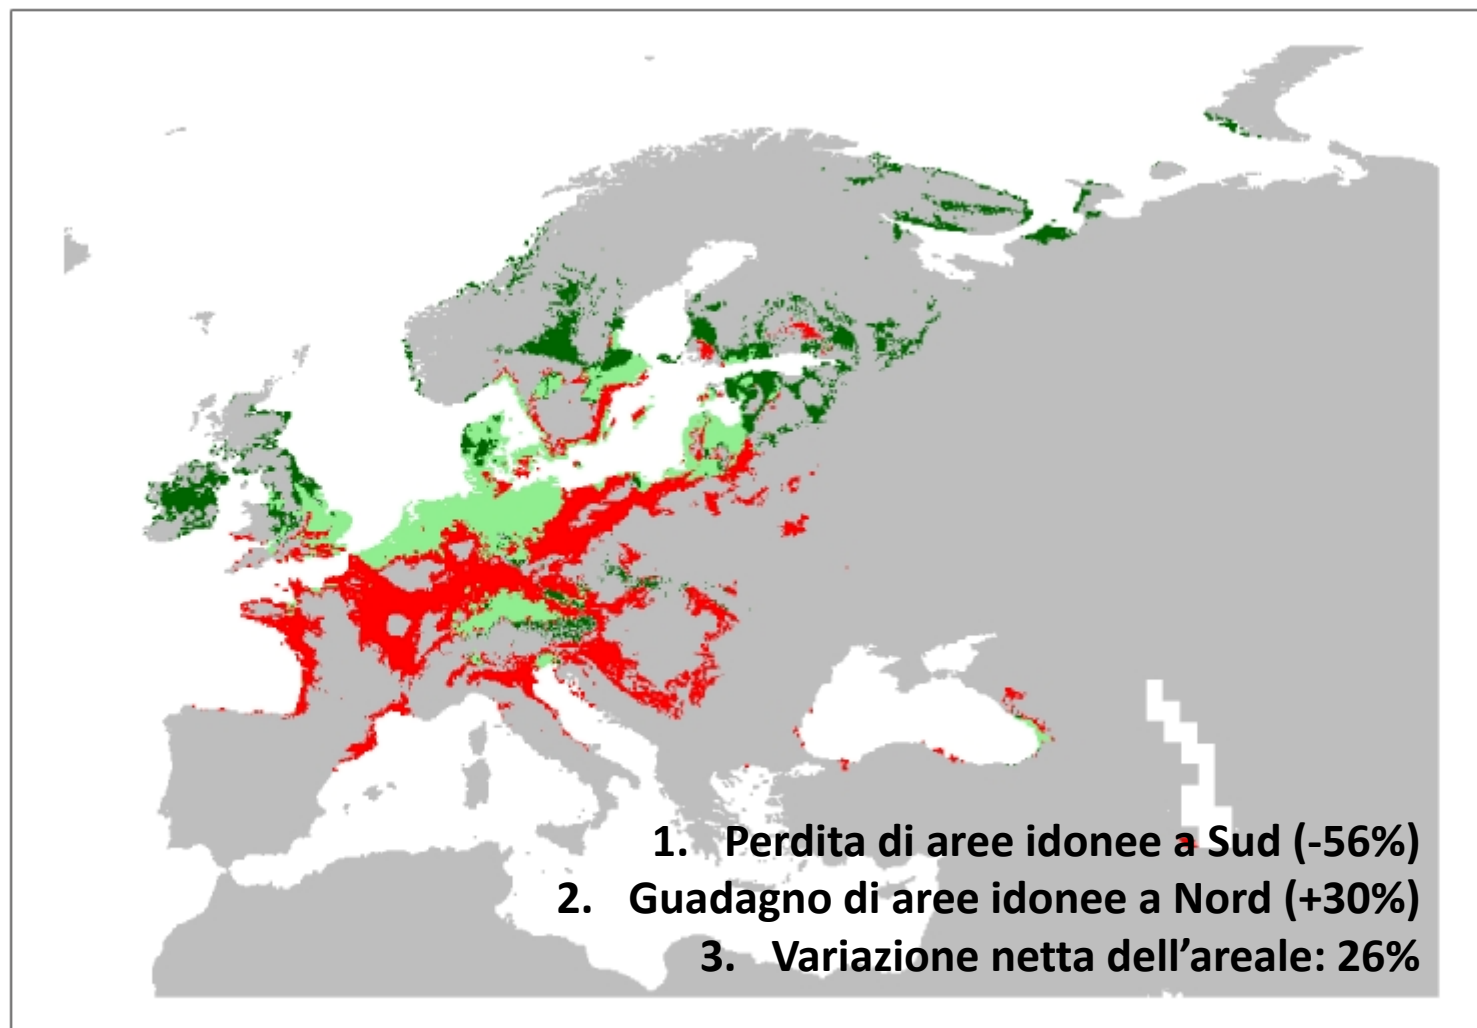 1. Perdita di aree idonee a Sud (-56%)
2. Guadagno di aree idonee a Nord (+30%)
3. Variazione netta dell’areale: 26%